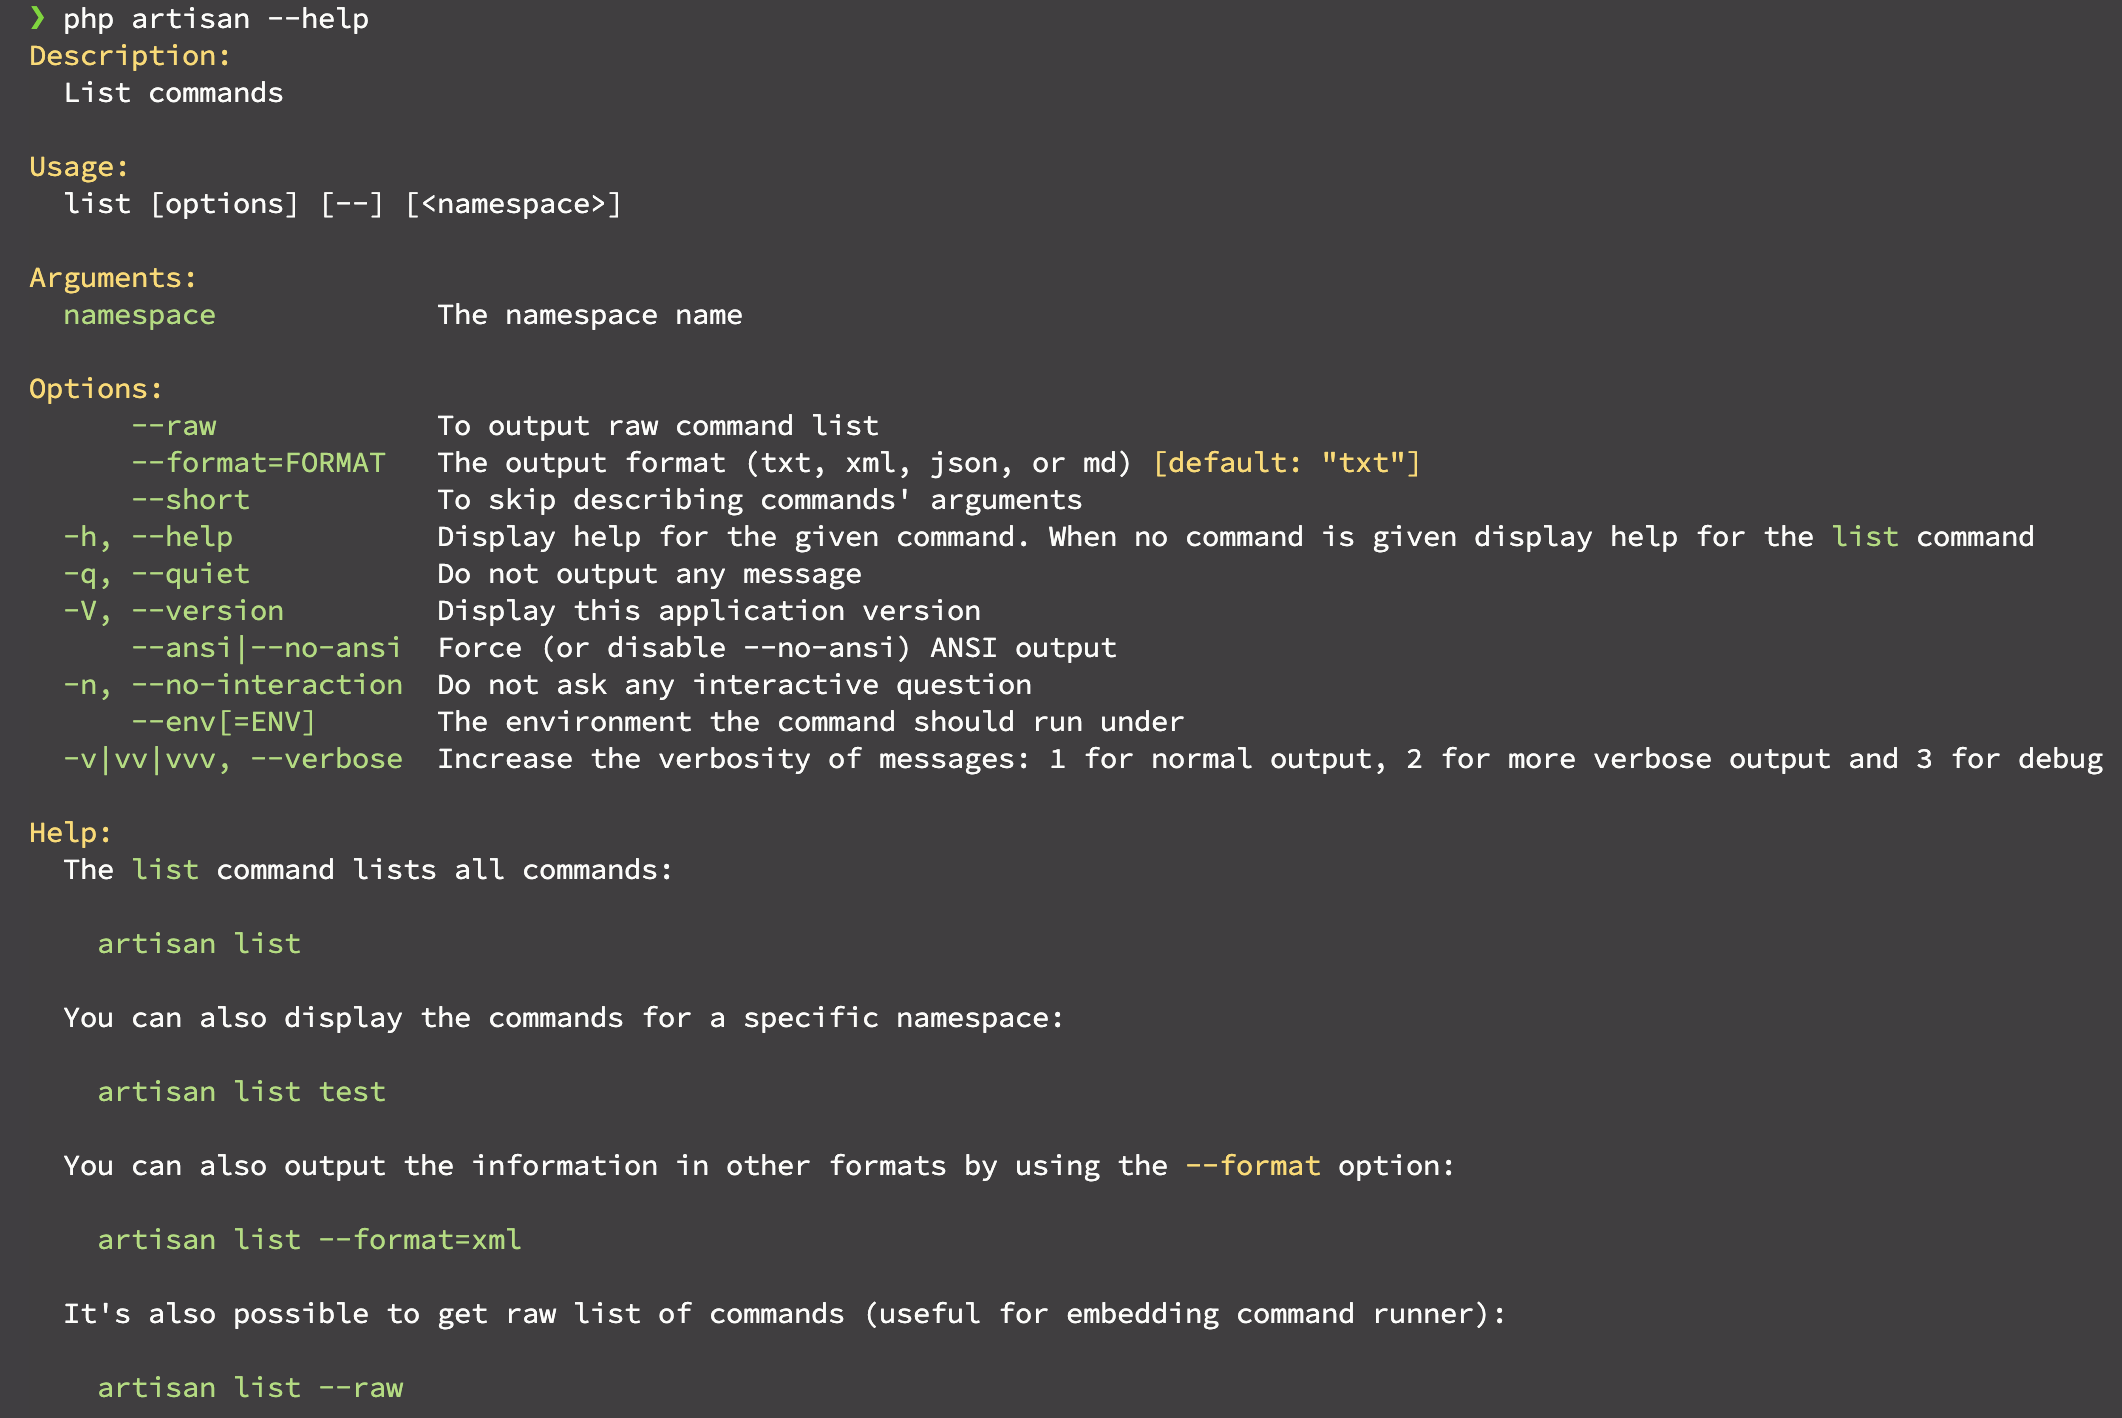 ❯ php artisan --help
Description:
  List commands

Usage:
  list [options] [--] [<namespace>]

Arguments:
  namespace             The namespace name

Options:
      --raw             To output raw command list
      --format=FORMAT   The output format (txt, xml, json, or md) [default: "txt"]
      --short           To skip describing commands' arguments
  -h, --help            Display help for the given command. When no command is given display help for the list command
  -q, --quiet           Do not output any message
  -V, --version         Display this application version
      --ansi|--no-ansi  Force (or disable --no-ansi) ANSI output
  -n, --no-interaction  Do not ask any interactive question
      --env[=ENV]       The environment the command should run under
  -v|vv|vvv, --verbose  Increase the verbosity of messages: 1 for normal output, 2 for more verbose output and 3 for debug

Help:
  The list command lists all commands:

    artisan list

  You can also display the commands for a specific namespace:

    artisan list test

  You can also output the information in other formats by using the --format option:

    artisan list --format=xml

  It's also possible to get raw list of commands (useful for embedding command runner):

    artisan list --raw